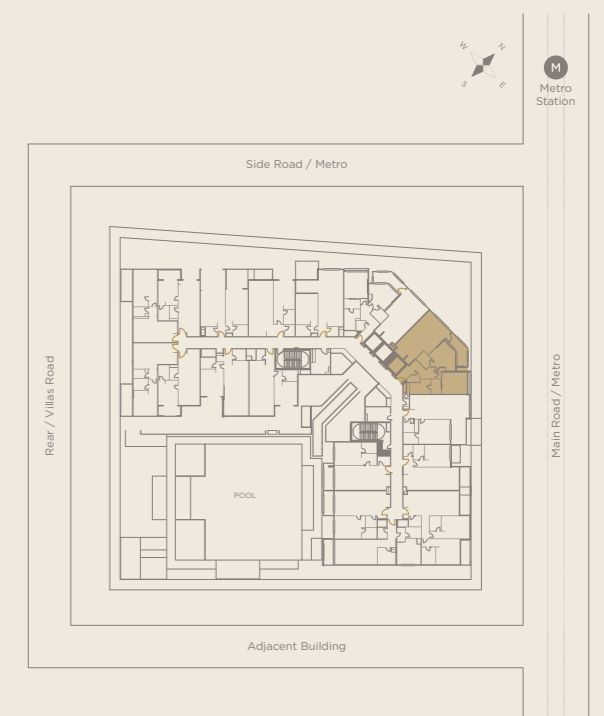 W
N
S
E
M
Metro
Station
Side Road / Metro
Rear / Villas Road
Main Road / Metro
POOL
Adjacent Building